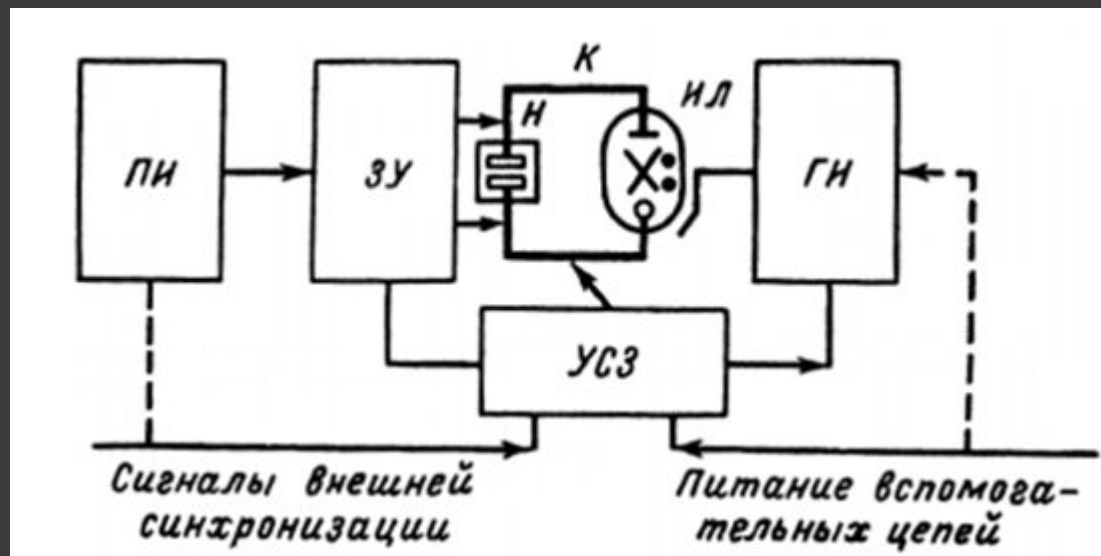 К
ИЛ
Н
ПИ
ЗУ
ГИ
УСЗ
Сигналы внешней
синхронизации
Питание вспомога-
тельных цепей